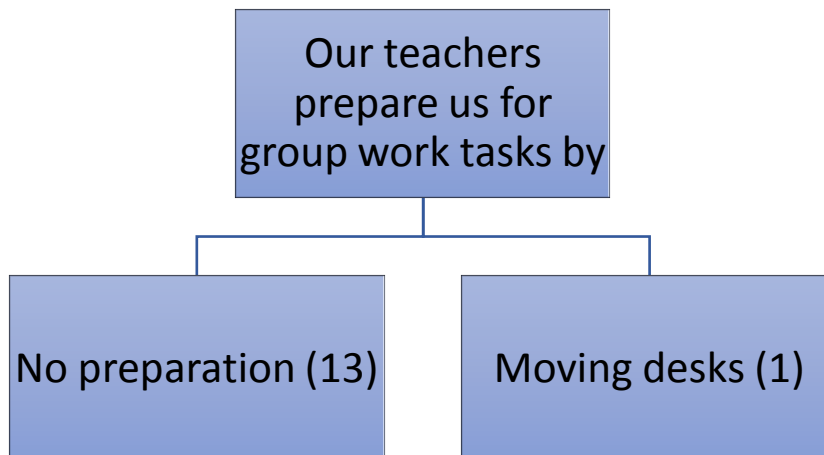 Our teachers
prepare us for
group work tasks by
No preparation (13)
Moving desks (1)